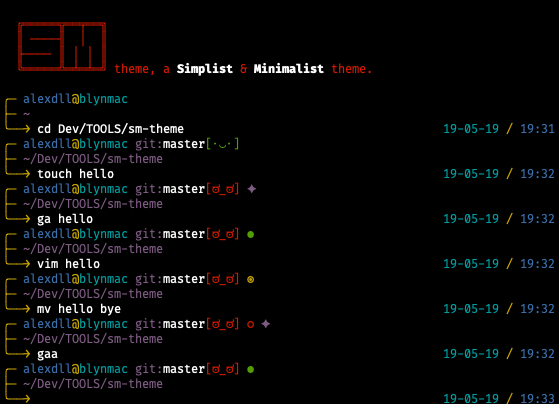 theme, a Simplist & Minimalist theme.
alexdll@blynmac
~
cd Dev/TOOLS/sm-theme 19-05-19 / 19:31
alexdll@blynmac git:master[·◡·]
~/Dev/TOOLS/sm-theme
touch hello 19-05-19 / 19:32
alexdll@blynmac git:master[ಠ_ಠ] ✦
~/Dev/TOOLS/sm-theme
ga hello 19-05-19 / 19:32
alexdll@blynmac git:master[ಠ_ಠ] ●
~/Dev/TOOLS/sm-theme
vim hello 19-05-19 / 19:32
alexdll@blynmac git:master[ಠ_ಠ] ◉
~/Dev/TOOLS/sm-theme
mv hello bye 19-05-19 / 19:32
alexdll@blynmac git:master[ಠ_ಠ] ○ ✦
~/Dev/TOOLS/sm-theme
gaa 19-05-19 / 19:32
alexdll@blynmac git:master[ಠ_ಠ] ●
~/Dev/TOOLS/sm-theme
19-05-19 / 19:33